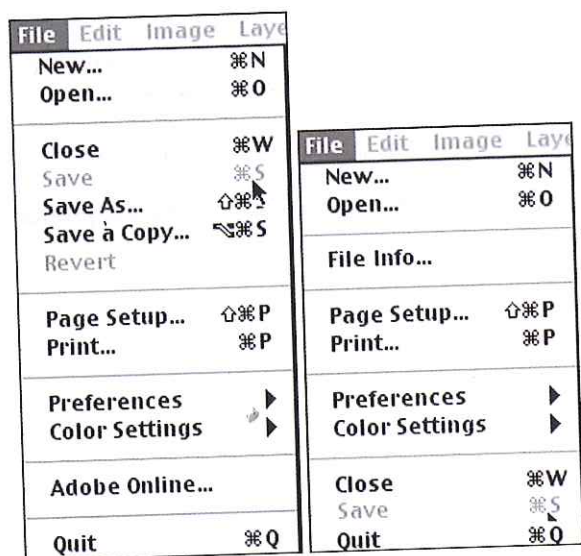 File Edit Image Laye
New... ⌘N
Open... ⌘O
Close ⌘W
Save ⌘S
Save As... ⇧⌘S
Save à Copy... ⌥⌘S
Revert
Page Setup... ⇧⌘P
Print... ⌘P
Preferences ▶
Color Settings ▶
Adobe Online...
Quit ⌘Q
File Edit Image Laye
New... ⌘N
Open... ⌘O
File Info...
Page Setup... ⇧⌘P
Print... ⌘P
Preferences ▶
Color Settings ▶
Close ⌘W
Save ⌘S
Quit ⌘Q